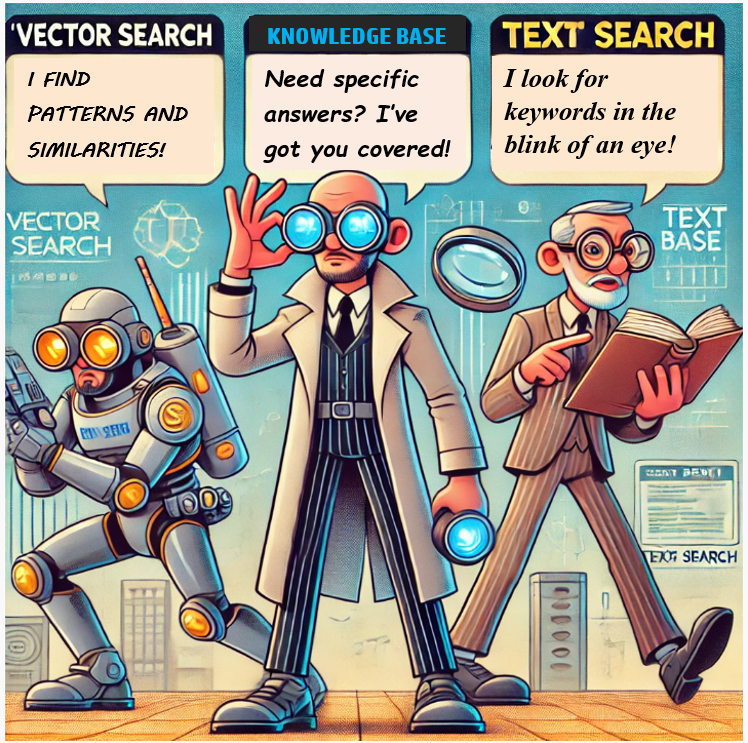 'VECTOR SEARCH
I FIND
PATTERNS AND
SIMILARITIES!
KNOWLEDGE BASE
Need specific
answers? I've
got you covered!
TEXT SEARCH
I look for
keywords in the
blink of an eye!
VECTOR
SEARCH
TEXT
BASE
TEXT SEARCH